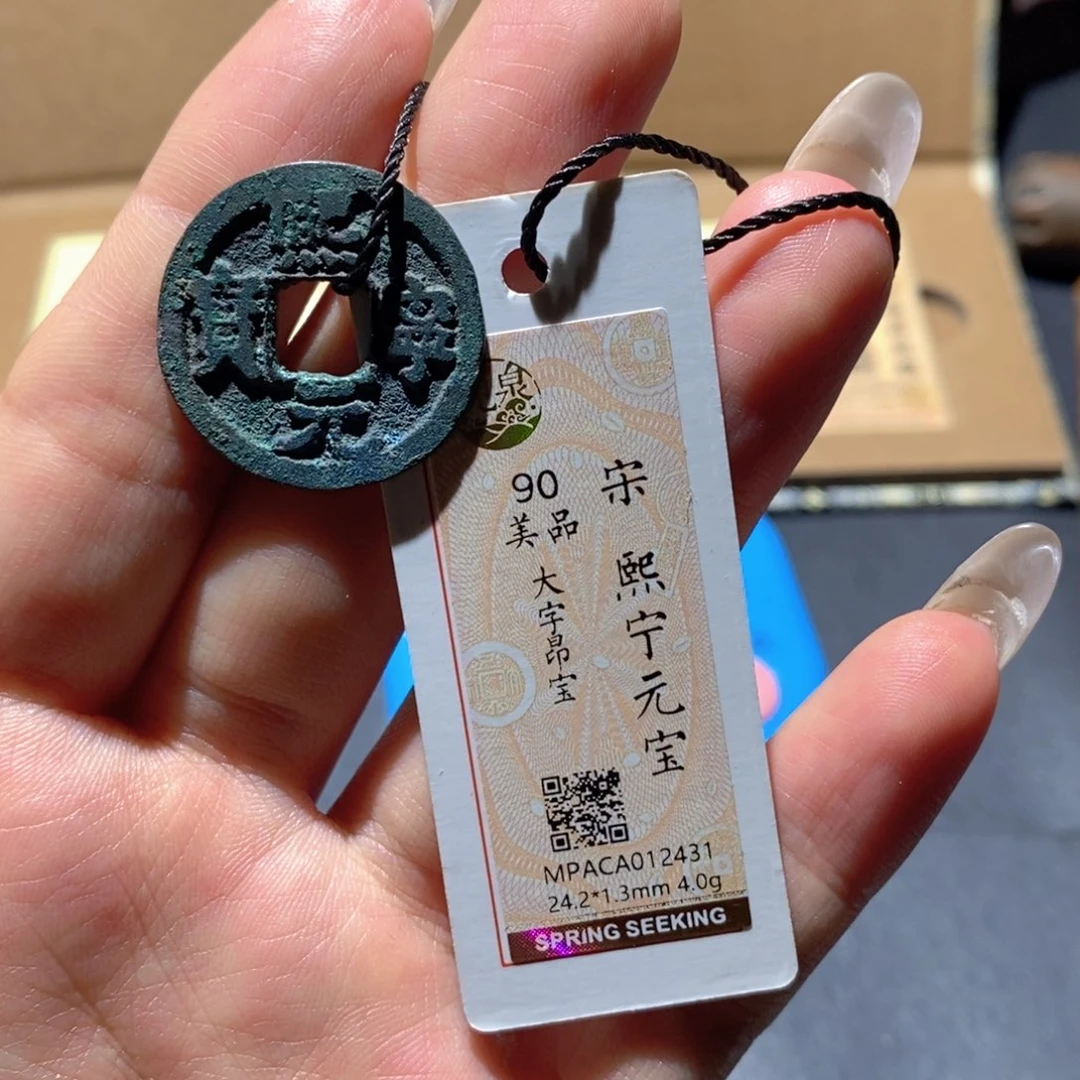 熙寧元寶
泉
宋 熙宁元宝
90
美品
大字昂宝
MPACA012431
24.2*1.3mm 4.0g
SPRING SEEKING